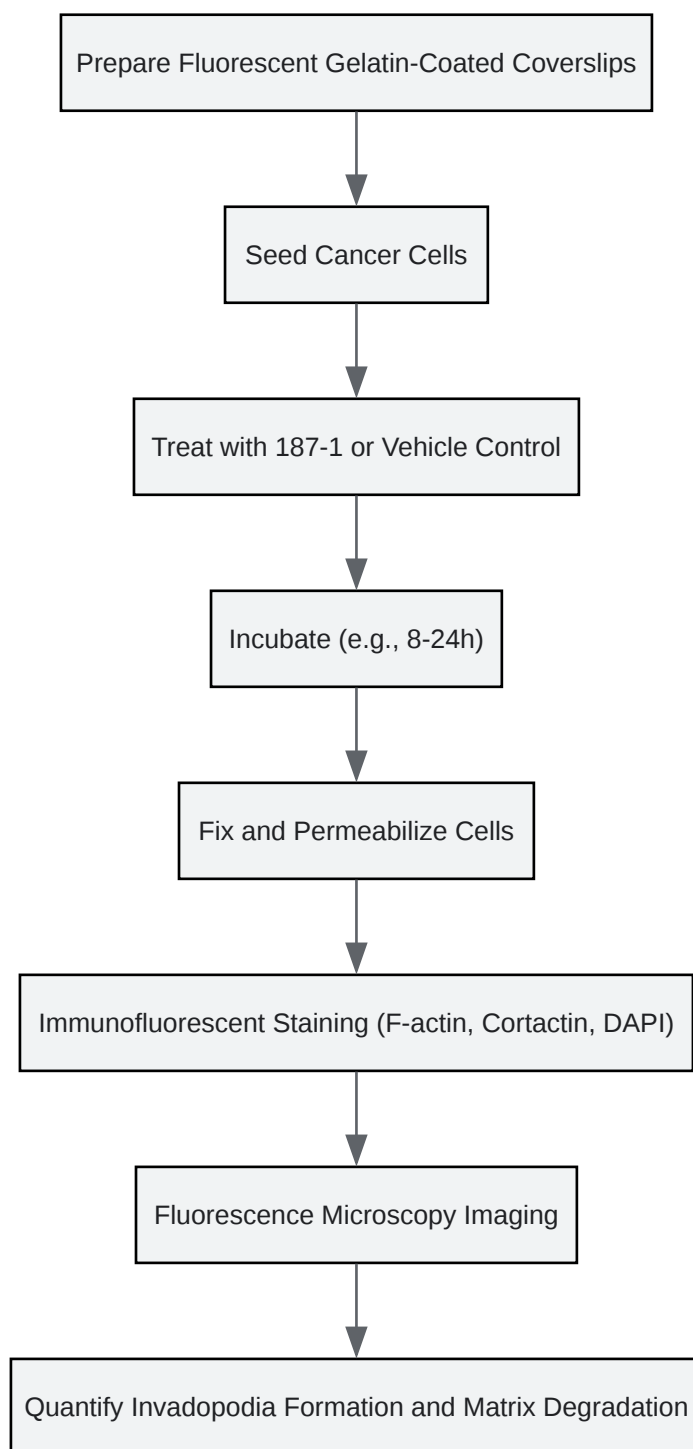 Prepare Fluorescent Gelatin-Coated Coverslips
Seed Cancer Cells
Treat with 187-1 or Vehicle Control
Incubate (e.g., 8-24h)
Fix and Permeabilize Cells
Immunofluorescent Staining (F-actin, Cortactin, DAPI)
Fluorescence Microscopy Imaging
Quantify Invadopodia Formation and Matrix Degradation